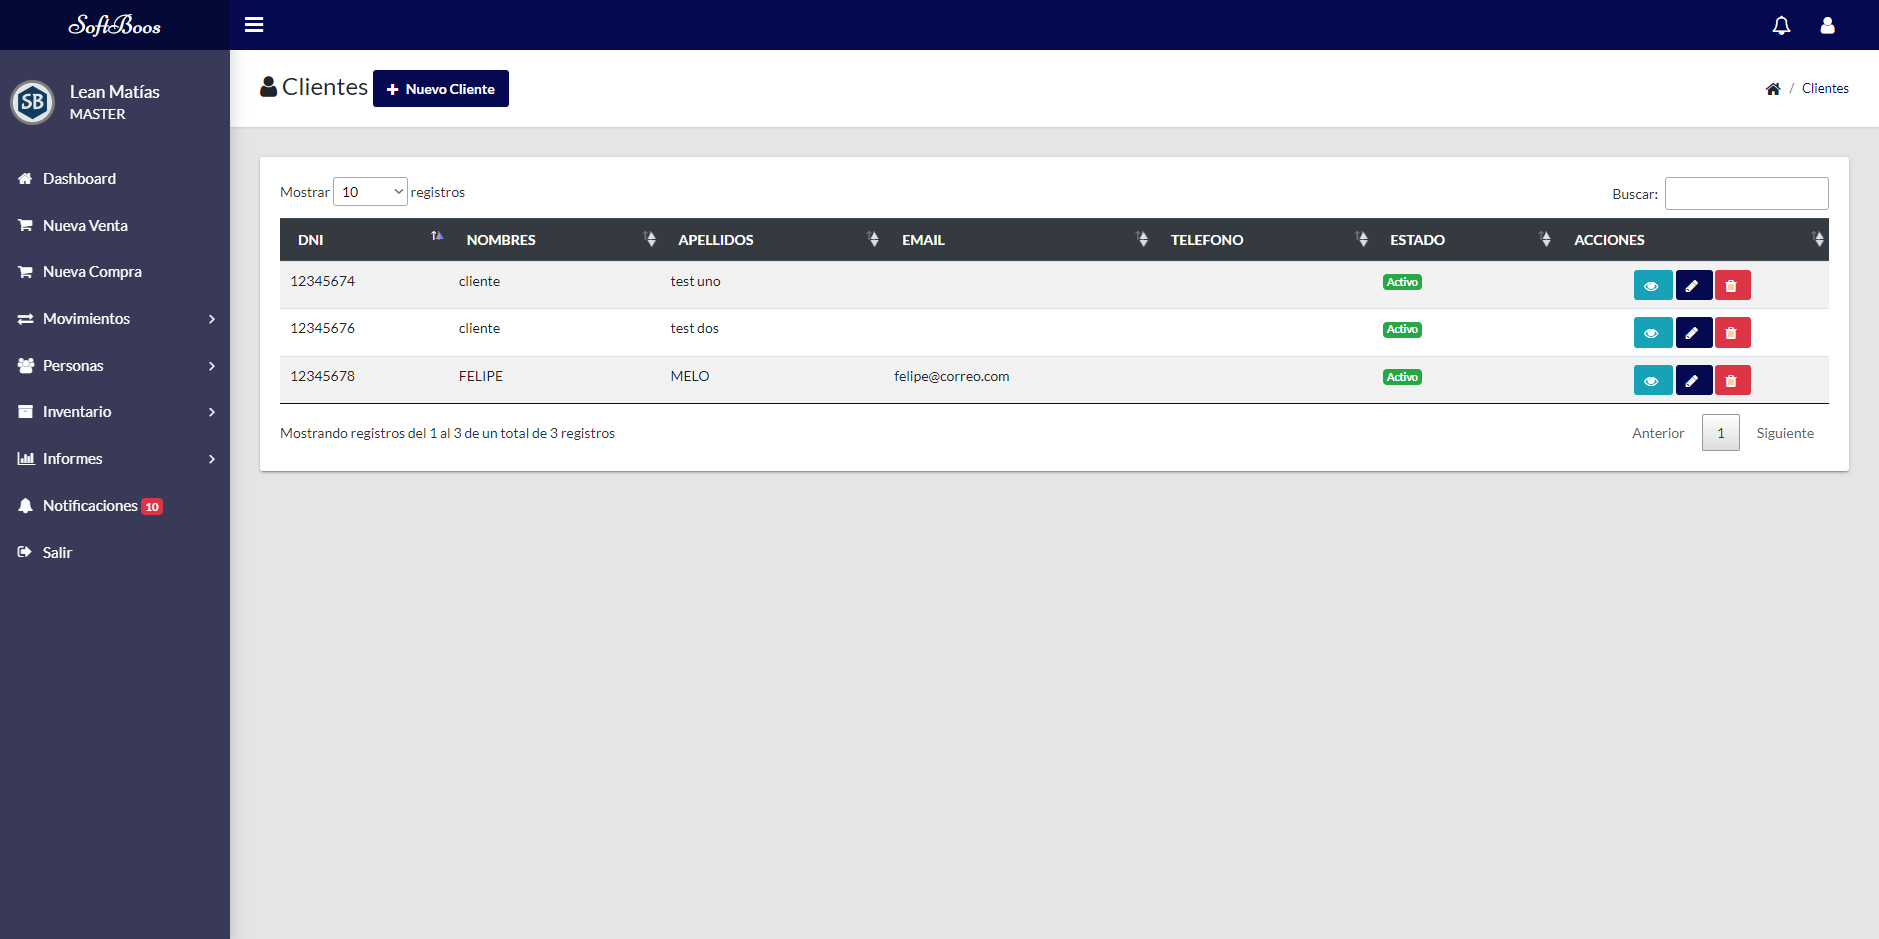 SoftBoos
SB
Lean Matías
MASTER
Dashboard
Nueva Venta
Nueva Compra
Movimientos
Personas
Inventario
Informes
Notificaciones 10
Salir
Clientes
Nuevo Cliente
/ Clientes
Mostrar 10 registros
Buscar:
DNI NOMBRES APELLIDOS EMAIL TELEFONO ESTADO ACCIONES
12345674 cliente test uno Activo
12345676 cliente test dos Activo
12345678 FELIPE MELO felipe@correo.com Activo
Mostrando registros del 1 al 3 de un total de 3 registros
Anterior 1 Siguiente